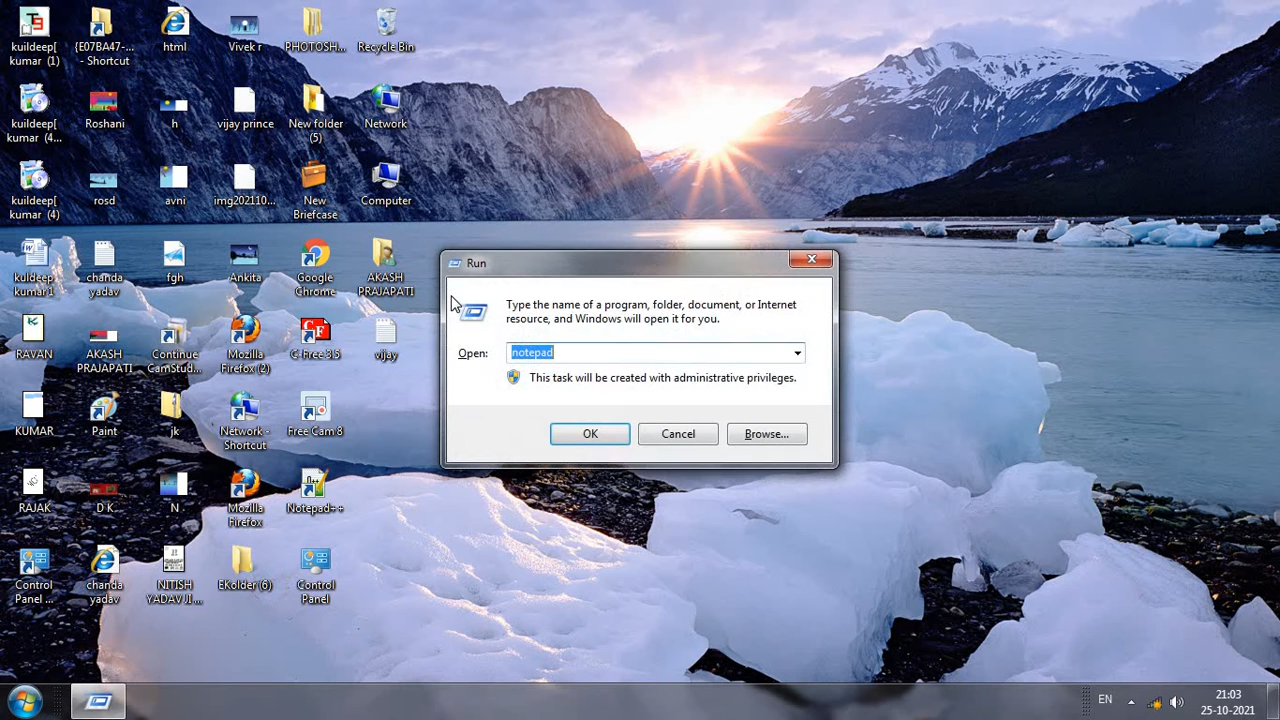 kuildeep[
kumar (1)
{E07BA47-...
- Shortcut
html
Vivek r
PHOTOSH...
Recycle Bin
kuildeep[
kumar (4...
Roshani
h
vijay prince
New folder
(5)
Network
kuildeep[
kumar (4)
rosd
avni
img202110...
New
Briefcase
Computer
kuldeep
kumar1
chanda
yadav
fgh
Ankita
Google
Chrome
AKASH
PRAJAPATI
RAVAN
AKASH
PRAJAPATI
Continue
CamStud...
Mozilla
Firefox (2)
C-Free 3.5
vijay
KUMAR
Paint
jk
Network -
Shortcut
Free Cam 8
RAJAK
D K
N
Mozilla
Firefox
Notepad++
Control
Panel ...
chanda
yadav
NITISH
YADAV JI ...
EKolder (6)
Control
Panel
Run
Type the name of a program, folder, document, or Internet
resource, and Windows will open it for you.
Open:
notepad
This task will be created with administrative privileges.
OK
Cancel
Browse...
EN
21:03
25-10-2021